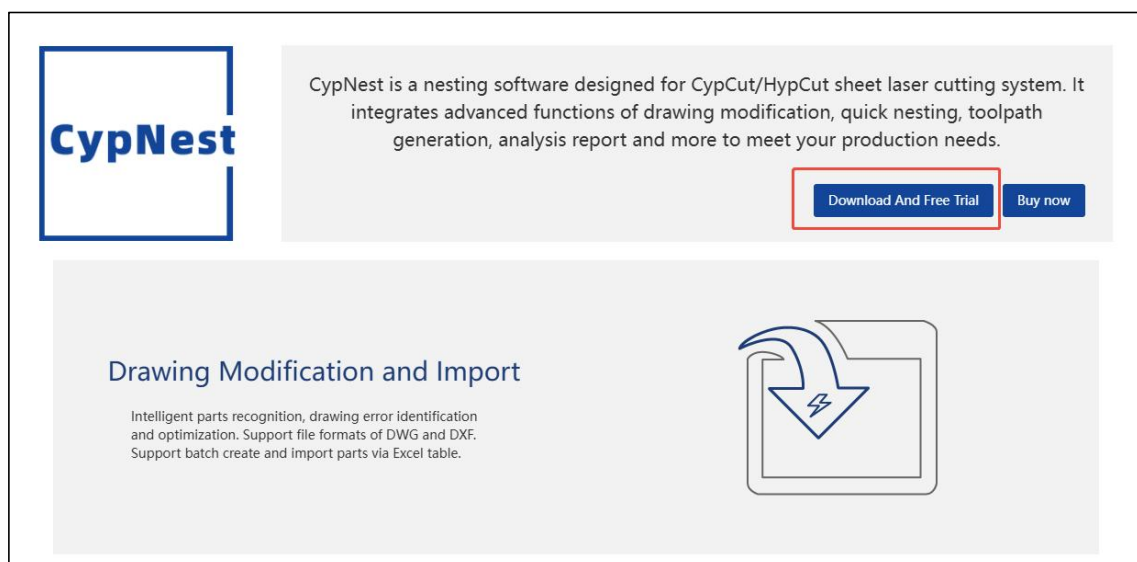 CypNest
CypNest is a nesting software designed for CypCut/HypCut sheet laser cutting system. It
integrates advanced functions of drawing modification, quick nesting, toolpath
generation, analysis report and more to meet your production needs.
Download And Free Trial
Buy now
Drawing Modification and Import
Intelligent parts recognition, drawing error identification
and optimization. Support file formats of DWG and DXF.
Support batch create and import parts via Excel table.